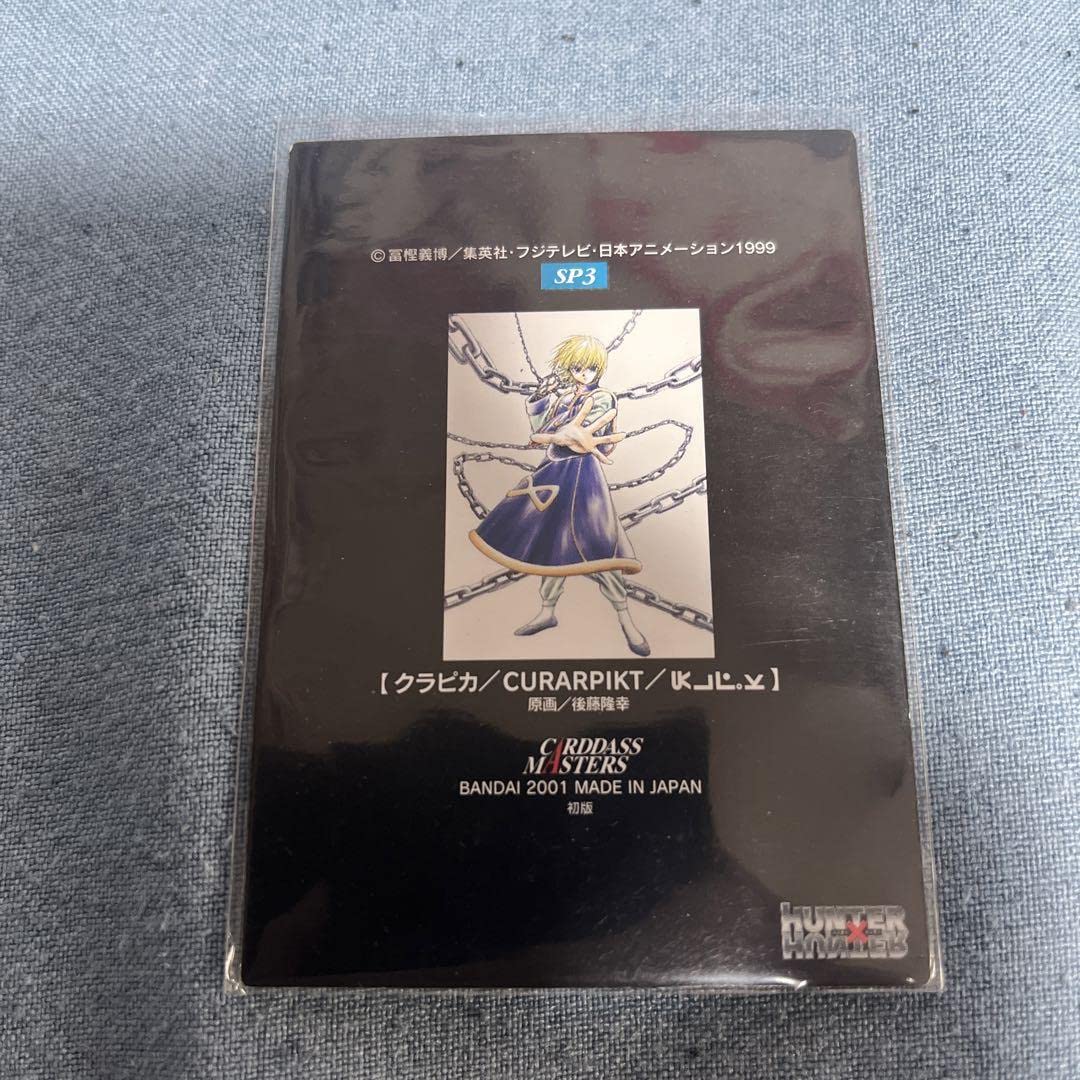 © 冨樫義博／集英社・フジテレビ・日本アニメーション1999
SP3
【クラピカ／CURARPIKT／】
原画／後藤隆幸
CARDDASS
MASTERS
BANDAI 2001 MADE IN JAPAN
初版
HUNTER
×
HUNTER